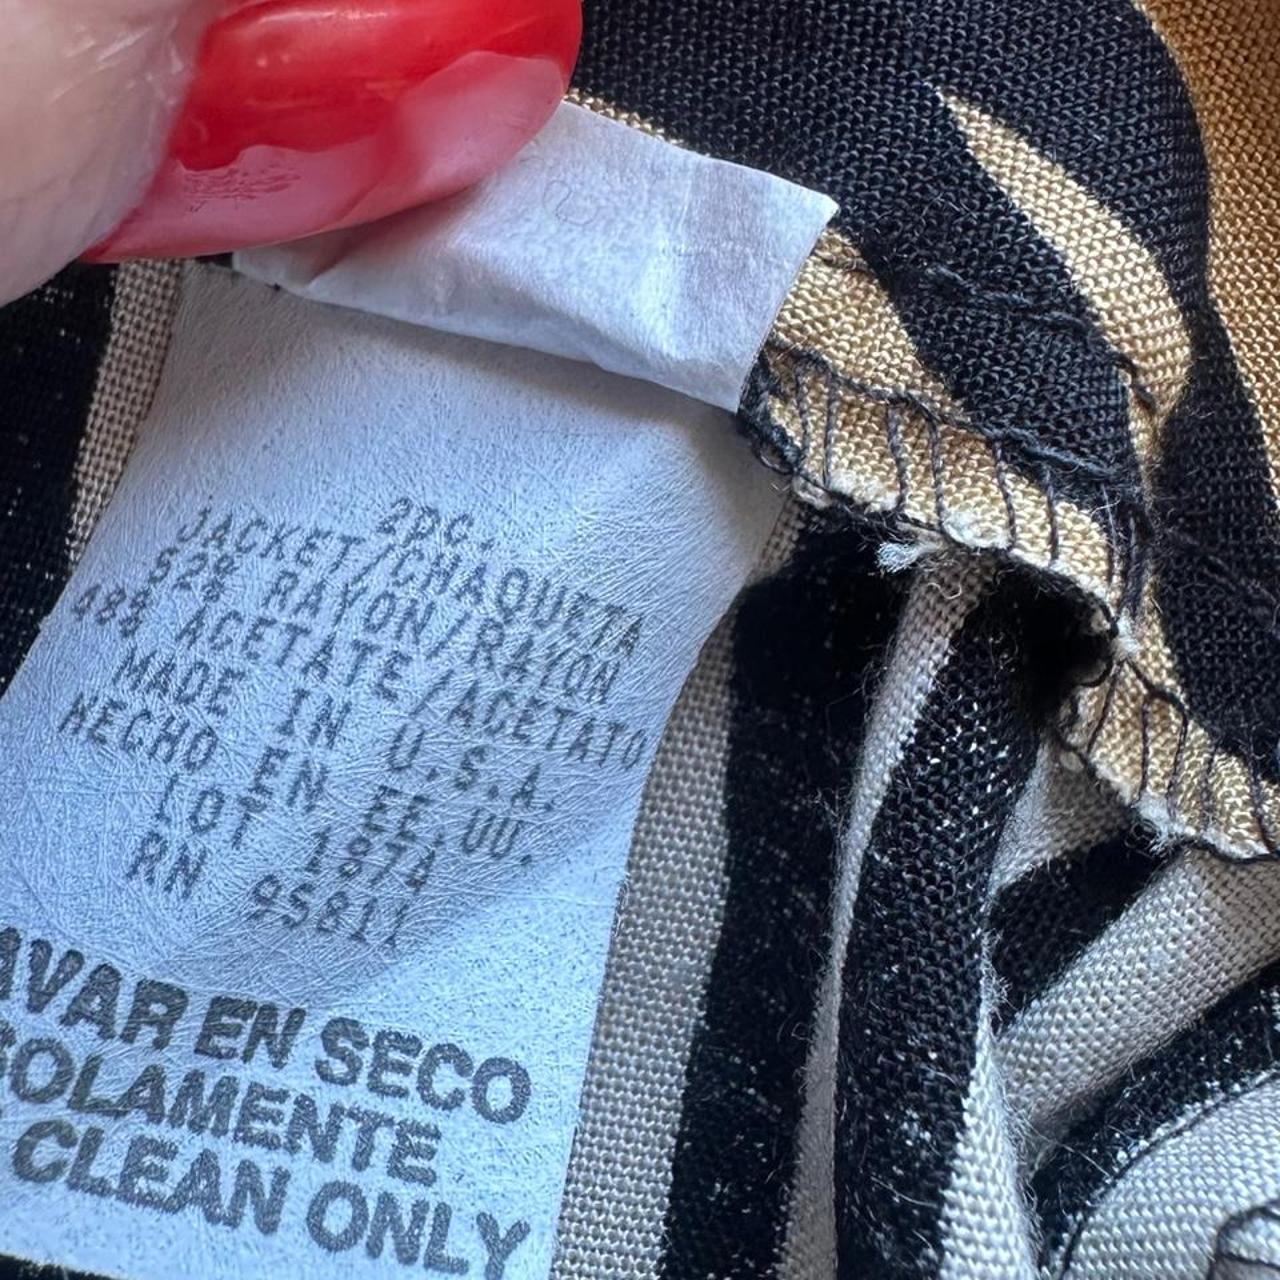 2PC.
JACKET/CHAQUETA
52% RAYON/RAYON
48% ACETATE/ACETATO
MADE IN U.S.A.
HECHO EN EE.UU.
LOT 1874
RN 95811
AVAR EN SECO
SOLAMENTE
CLEAN ONLY